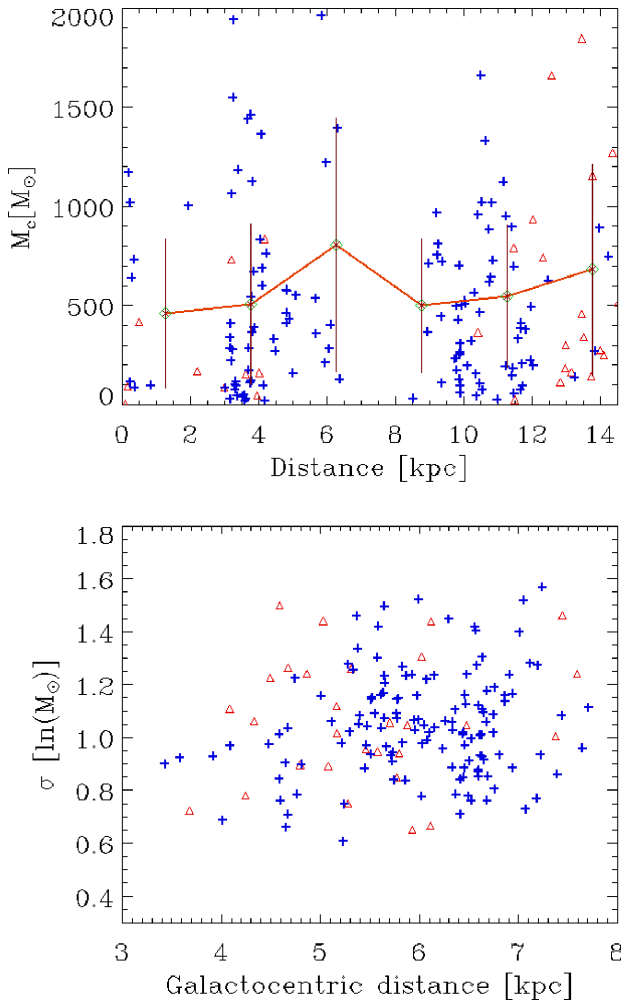 2000
1500
1000
500
0
M_c[M_⊙]
0 2 4 6 8 10 12 14
Distance [kpc]
1.8
1.6
1.4
1.2
1.0
0.8
0.6
0.4
σ [ln(M_⊙)]
3 4 5 6 7 8
Galactocentric distance [kpc]